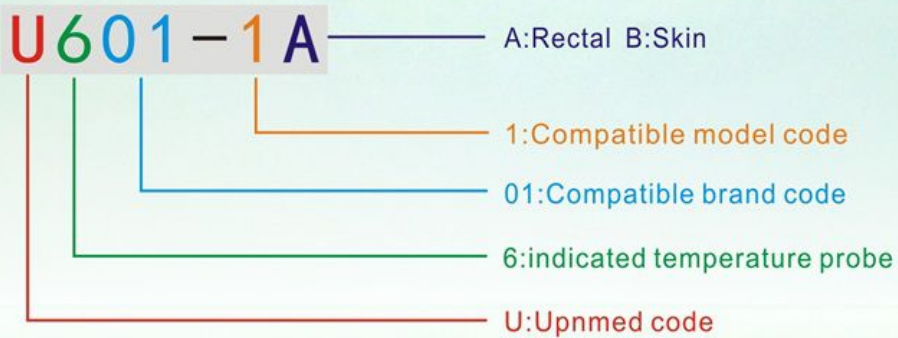 U601-1A
A:Rectal B:Skin
1:Compatible model code
01:Compatible brand code
6:indicated temperature probe
U:Upnmed code